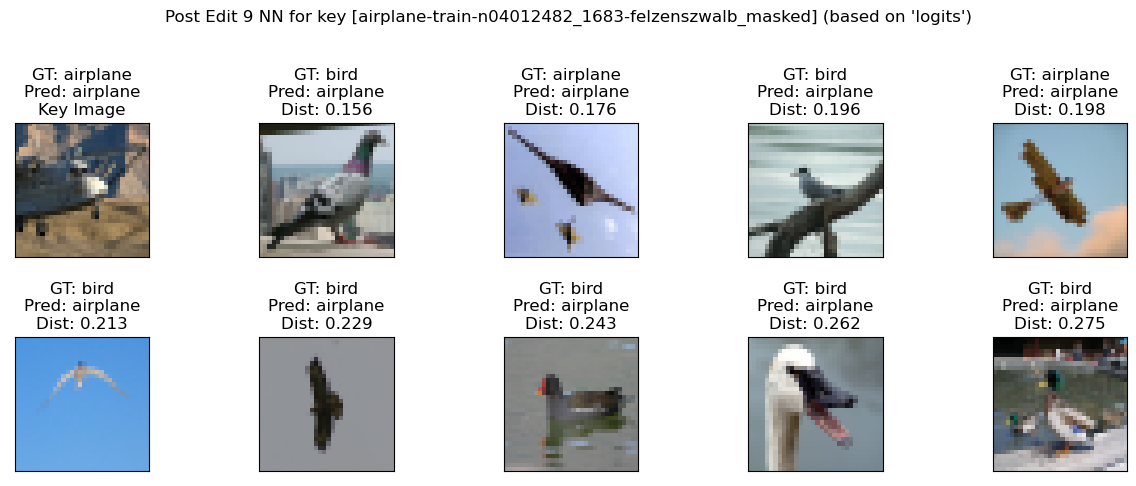 Post Edit 9 NN for key [airplane-train-n04012482_1683-felzenszwalb_masked] (based on 'logits')
GT: airplane
Pred: airplane
Key Image
GT: bird
Pred: airplane
Dist: 0.156
GT: airplane
Pred: airplane
Dist: 0.176
GT: bird
Pred: airplane
Dist: 0.196
GT: airplane
Pred: airplane
Dist: 0.198
GT: bird
Pred: airplane
Dist: 0.213
GT: bird
Pred: airplane
Dist: 0.229
GT: bird
Pred: airplane
Dist: 0.243
GT: bird
Pred: airplane
Dist: 0.262
GT: bird
Pred: airplane
Dist: 0.275